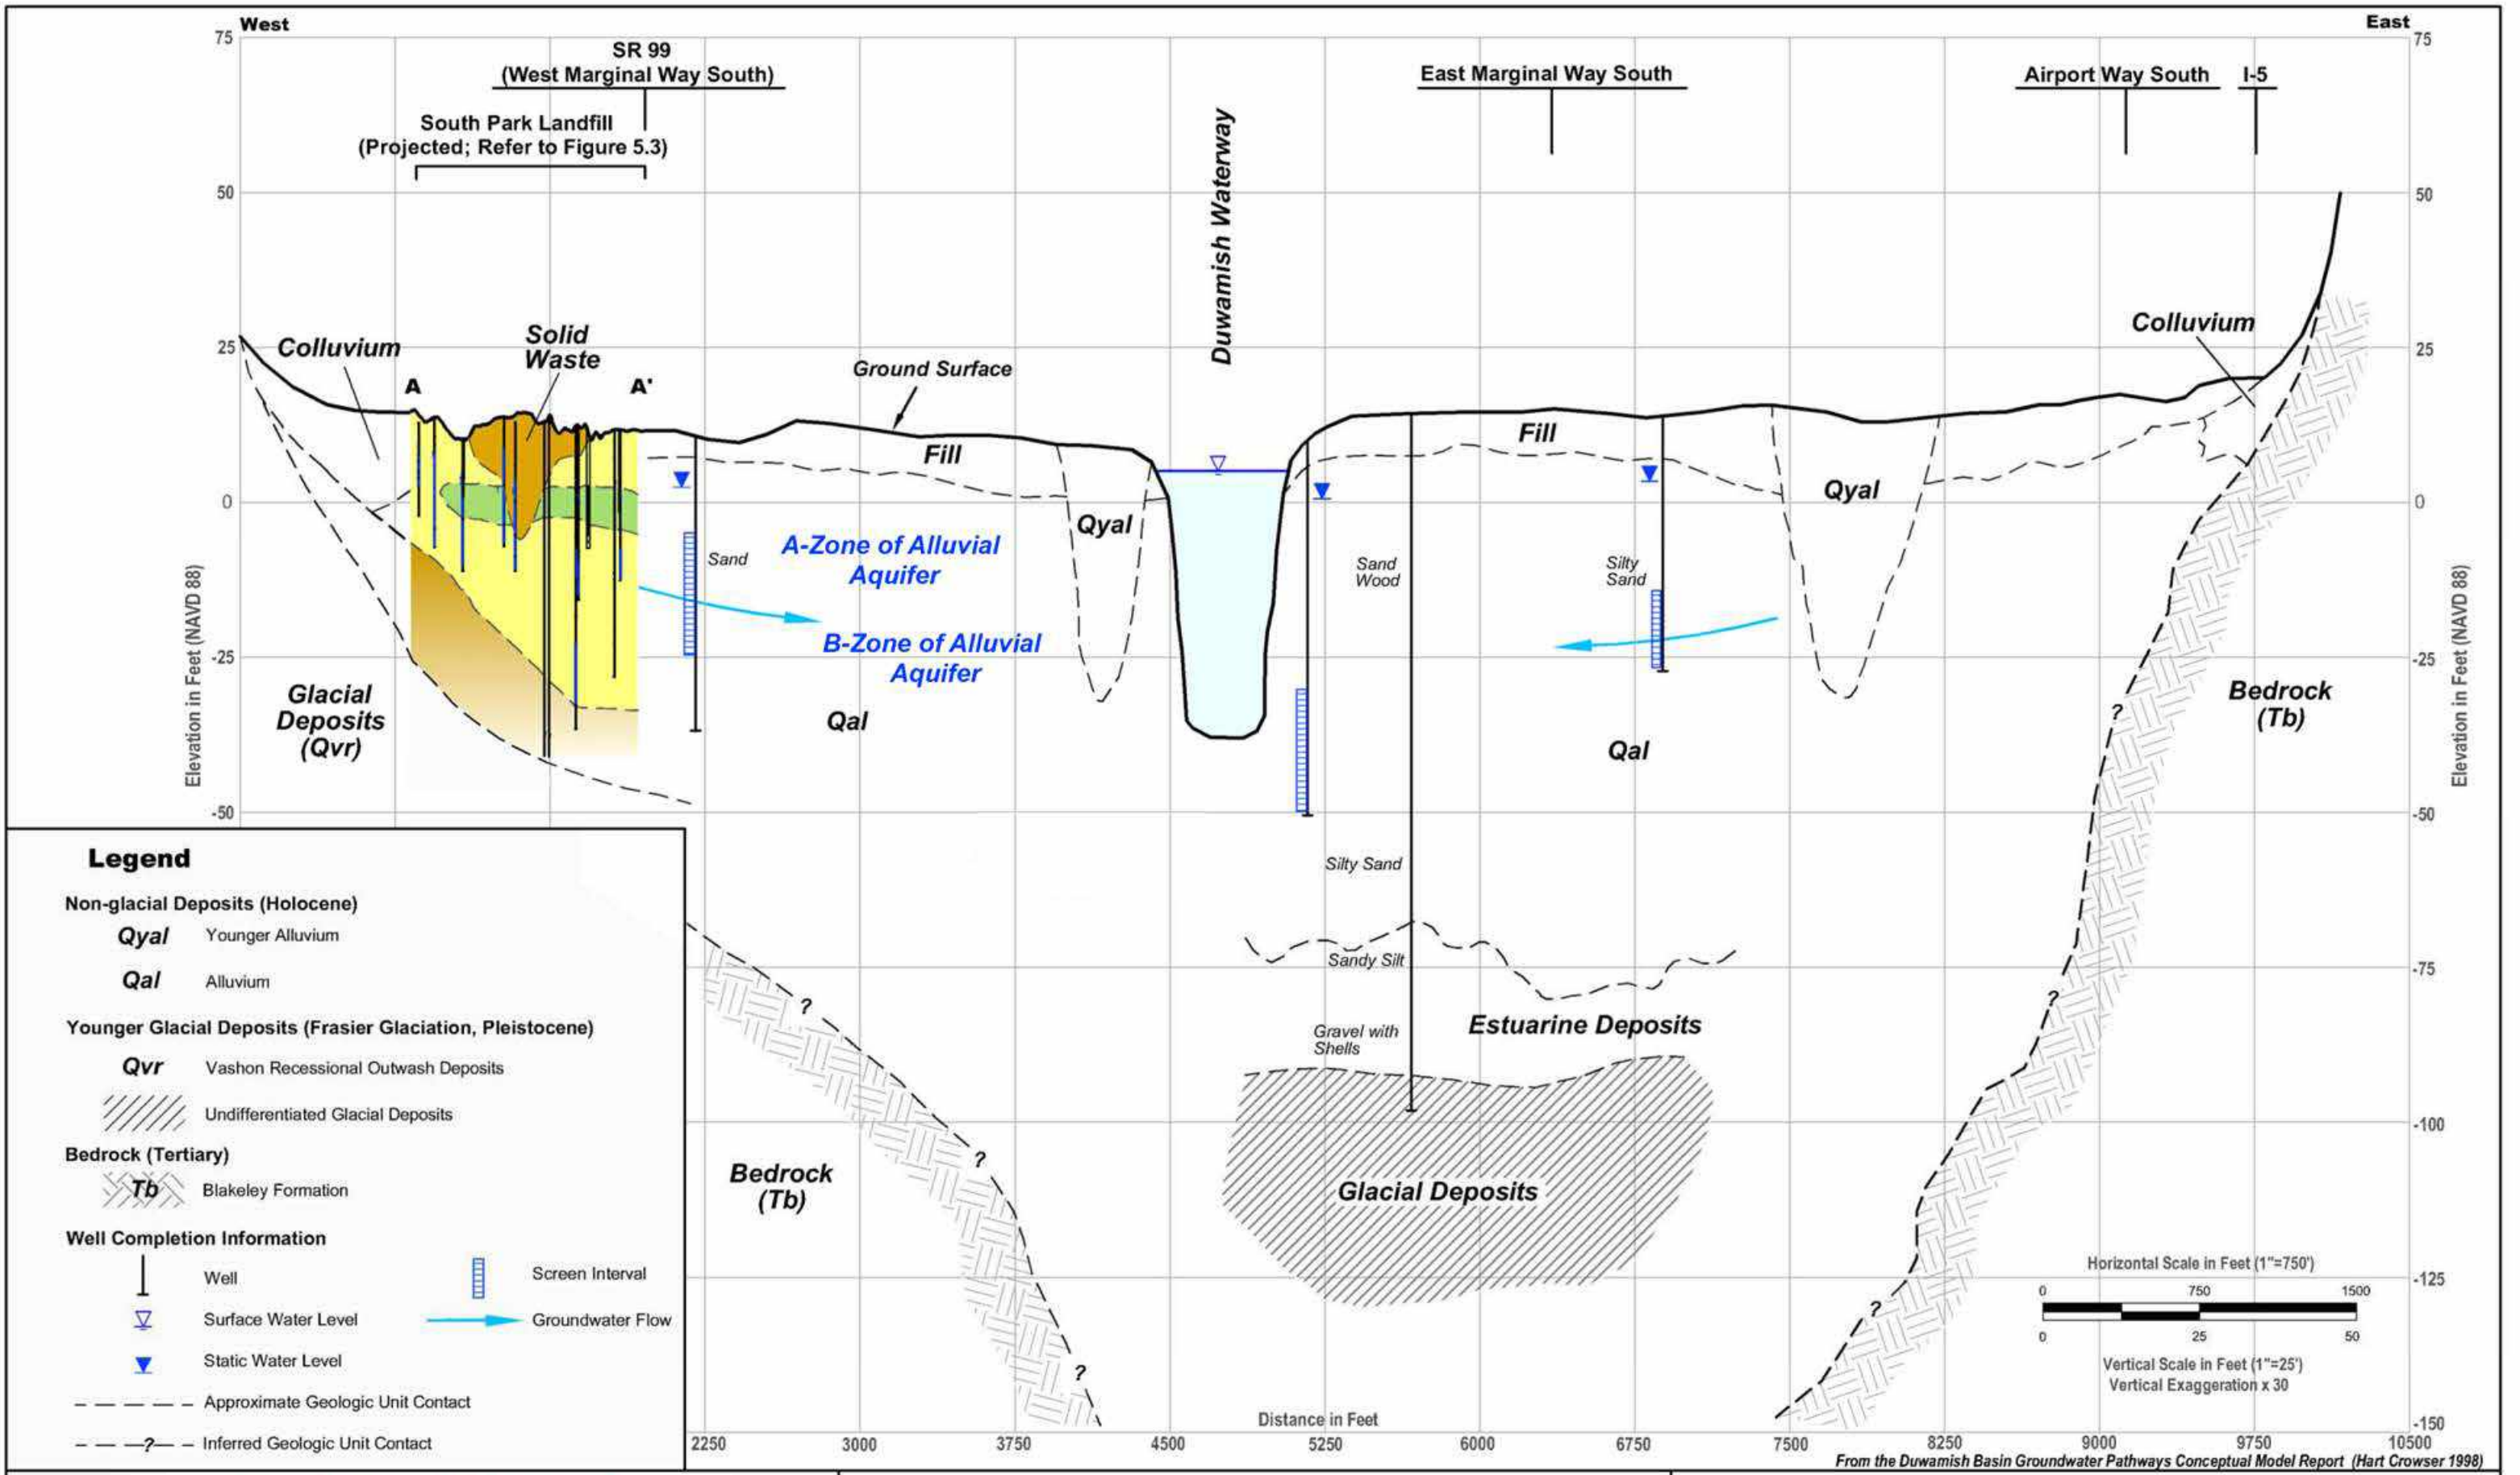 West
East
75
75
SR 99
(West Marginal Way South)
East Marginal Way South
Airport Way South
I-5
South Park Landfill
(Projected; Refer to Figure 5.3)
Duwamish Waterway
50
50
Colluvium
Solid
Waste
Colluvium
25
25
Ground Surface
A
A'
Fill
Fill
Qyal
Qyal
0
0
Sand
A-Zone of Alluvial
Aquifer
Sand
Wood
Silty
Sand
B-Zone of Alluvial
Aquifer
-25
-25
Elevation in Feet (NAVD 88)
Elevation in Feet (NAVD 88)
Glacial
Deposits
(Qvr)
Qal
Qal
Bedrock
(Tb)
?
-50
-50
Silty Sand
Sandy Silt
-75
-75
?
?
Gravel with
Shells
Estuarine Deposits
-100
?
Bedrock
(Tb)
Glacial Deposits
-125
?
?
-150
Legend
Non-glacial Deposits (Holocene)
Qyal Younger Alluvium
Qal Alluvium
Younger Glacial Deposits (Frasier Glaciation, Pleistocene)
Qvr Vashon Recessional Outwash Deposits
Undifferentiated Glacial Deposits
Bedrock (Tertiary)
Tb Blakeley Formation
Well Completion Information
Well
Screen Interval
Surface Water Level
Groundwater Flow
Static Water Level
Approximate Geologic Unit Contact
? Inferred Geologic Unit Contact
Horizontal Scale in Feet (1"=750')
0 750 1500
0 25 50
Vertical Scale in Feet (1"=25')
Vertical Exaggeration x 30
Distance in Feet
2250 3000 3750 4500 5250 6000 6750 7500 8250 9000 9750 10500
From the Duwamish Basin Groundwater Pathways Conceptual Model Report (Hart Crowser 1998)